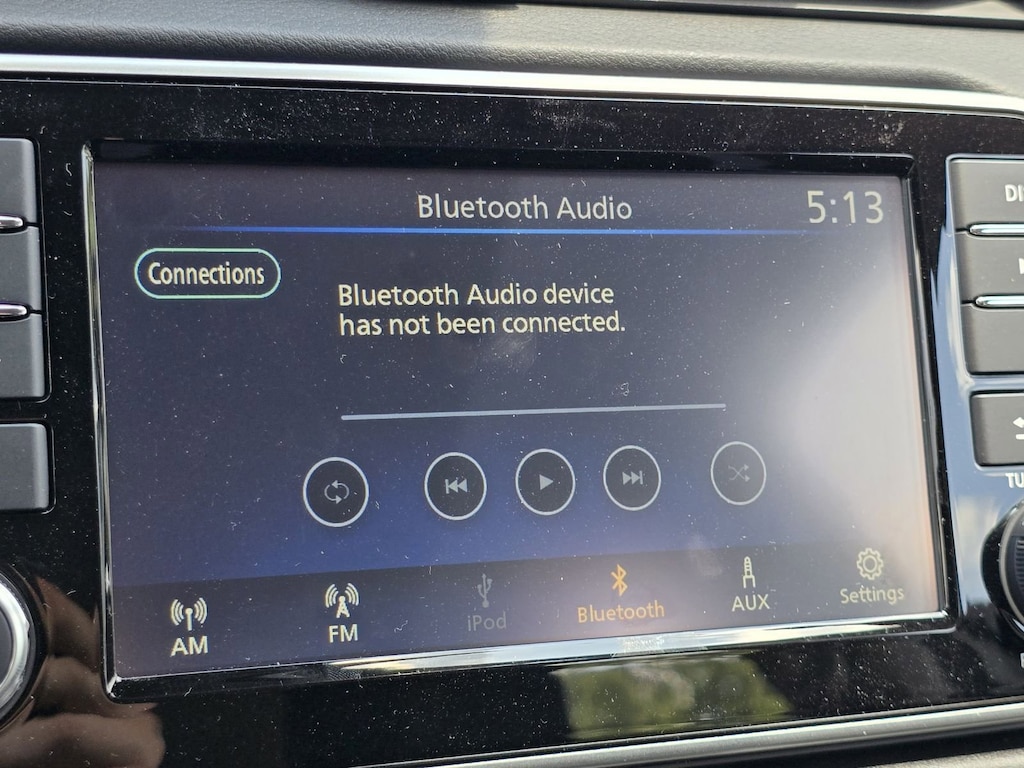 Bluetooth Audio
5:13
Connections
Bluetooth Audio device
has not been connected.
AM
FM
iPod
Bluetooth
AUX
Settings